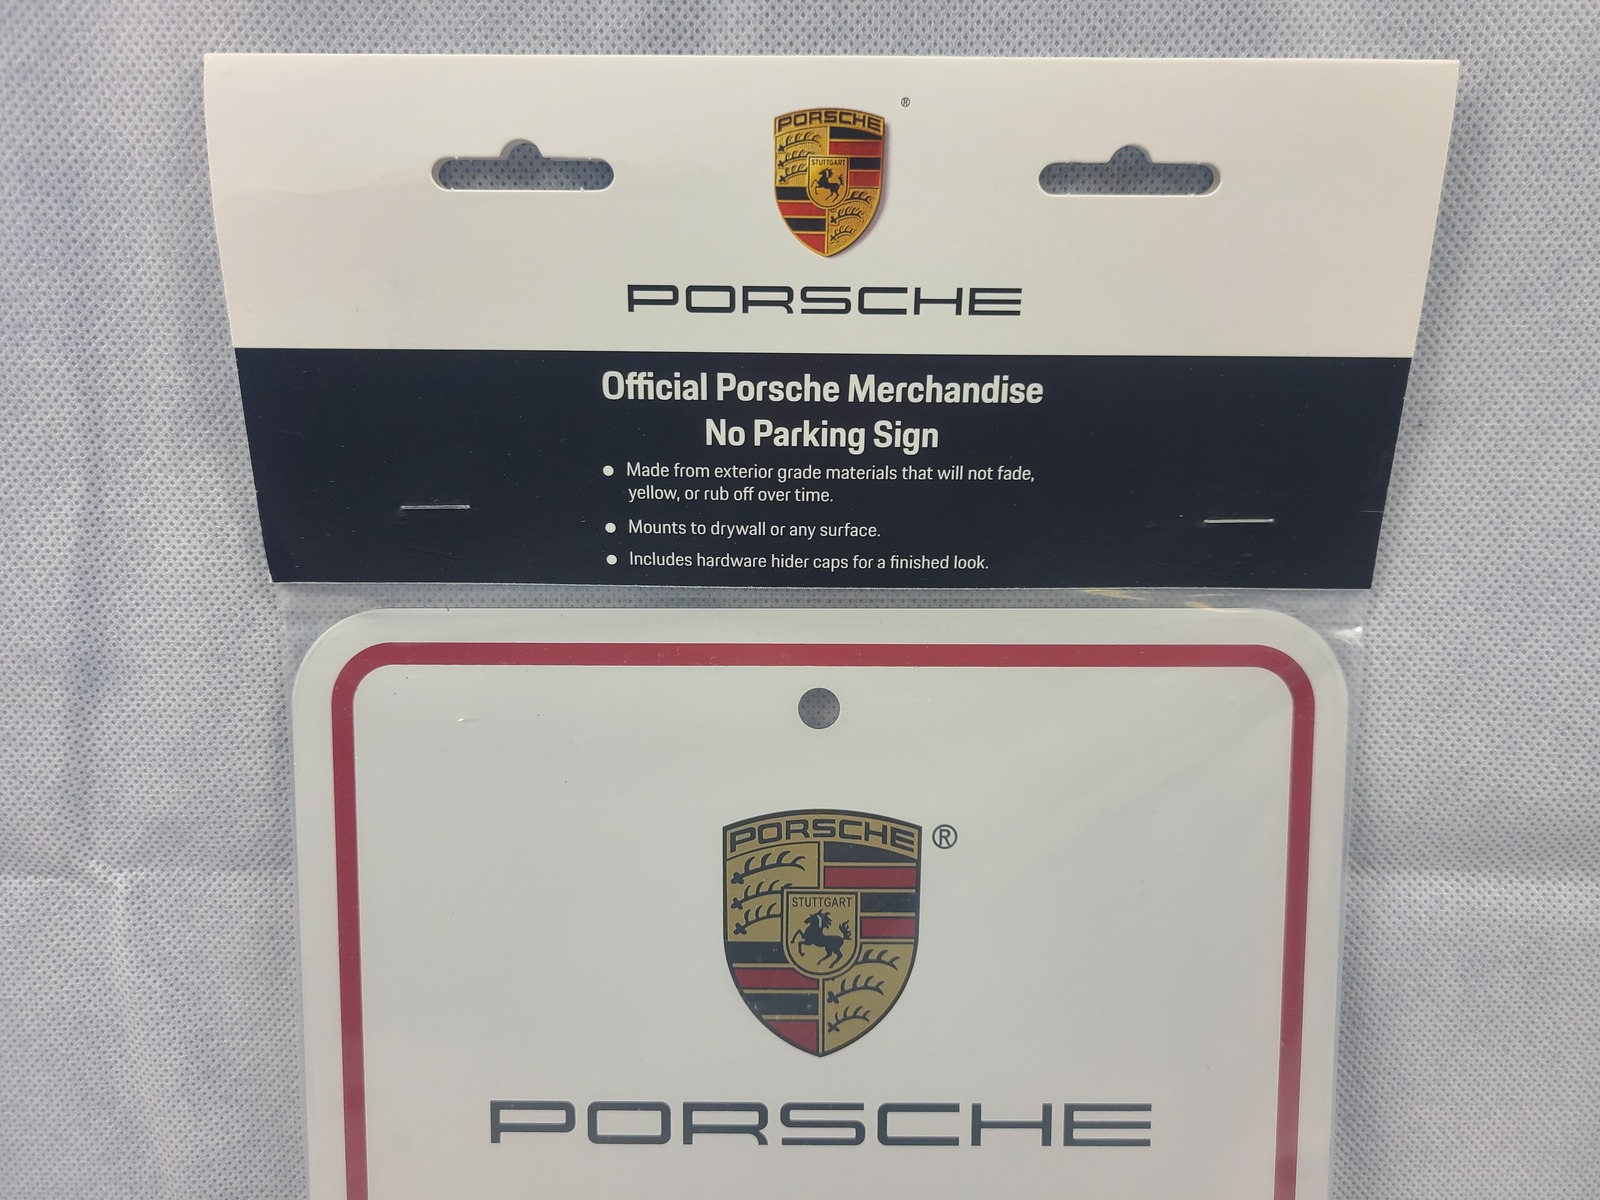 ®
PORSCHE
STUTTGART
PORSCHE
Official Porsche Merchandise
No Parking Sign
● Made from exterior grade materials that will not fade,
yellow, or rub off over time.
● Mounts to drywall or any surface.
● Includes hardware hider caps for a finished look.
PORSCHE ®
STUTTGART
PORSCHE